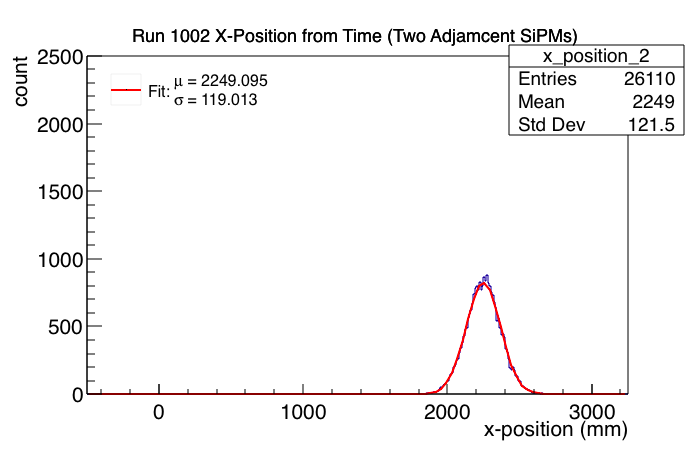 Run 1002 X-Position from Time (Two Adjamcent SiPMs)
x_position_2
Entries 26110
Mean 2249
Std Dev 121.5
Fit: μ = 2249.095
σ = 119.013
count
2500
2000
1500
1000
500
0
0 1000 2000 3000
x-position (mm)